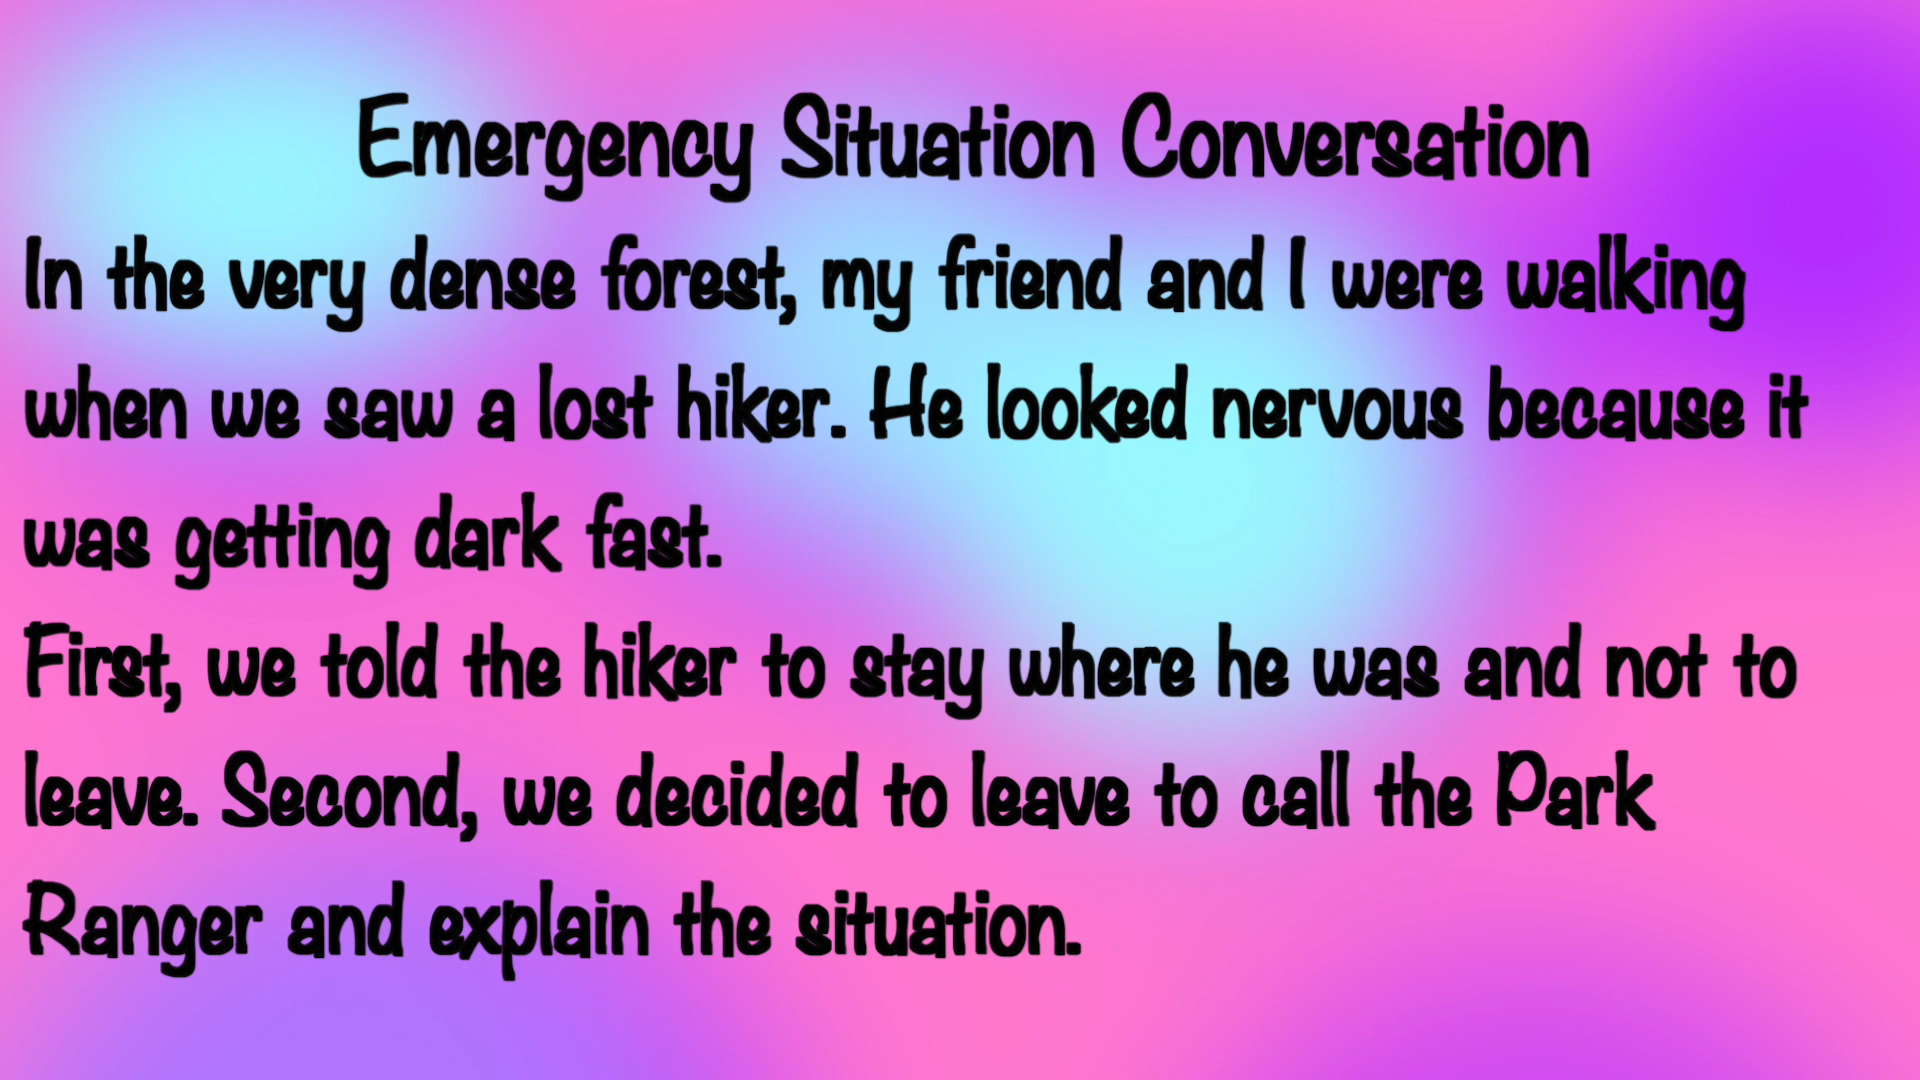 Emergency Situation Conversation
In the very dense forest, my friend and I were walking
when we saw a lost hiker. He looked nervous because it
was getting dark fast.
First, we told the hiker to stay where he was and not to
leave. Second, we decided to leave to call the Park
Ranger and explain the situation.